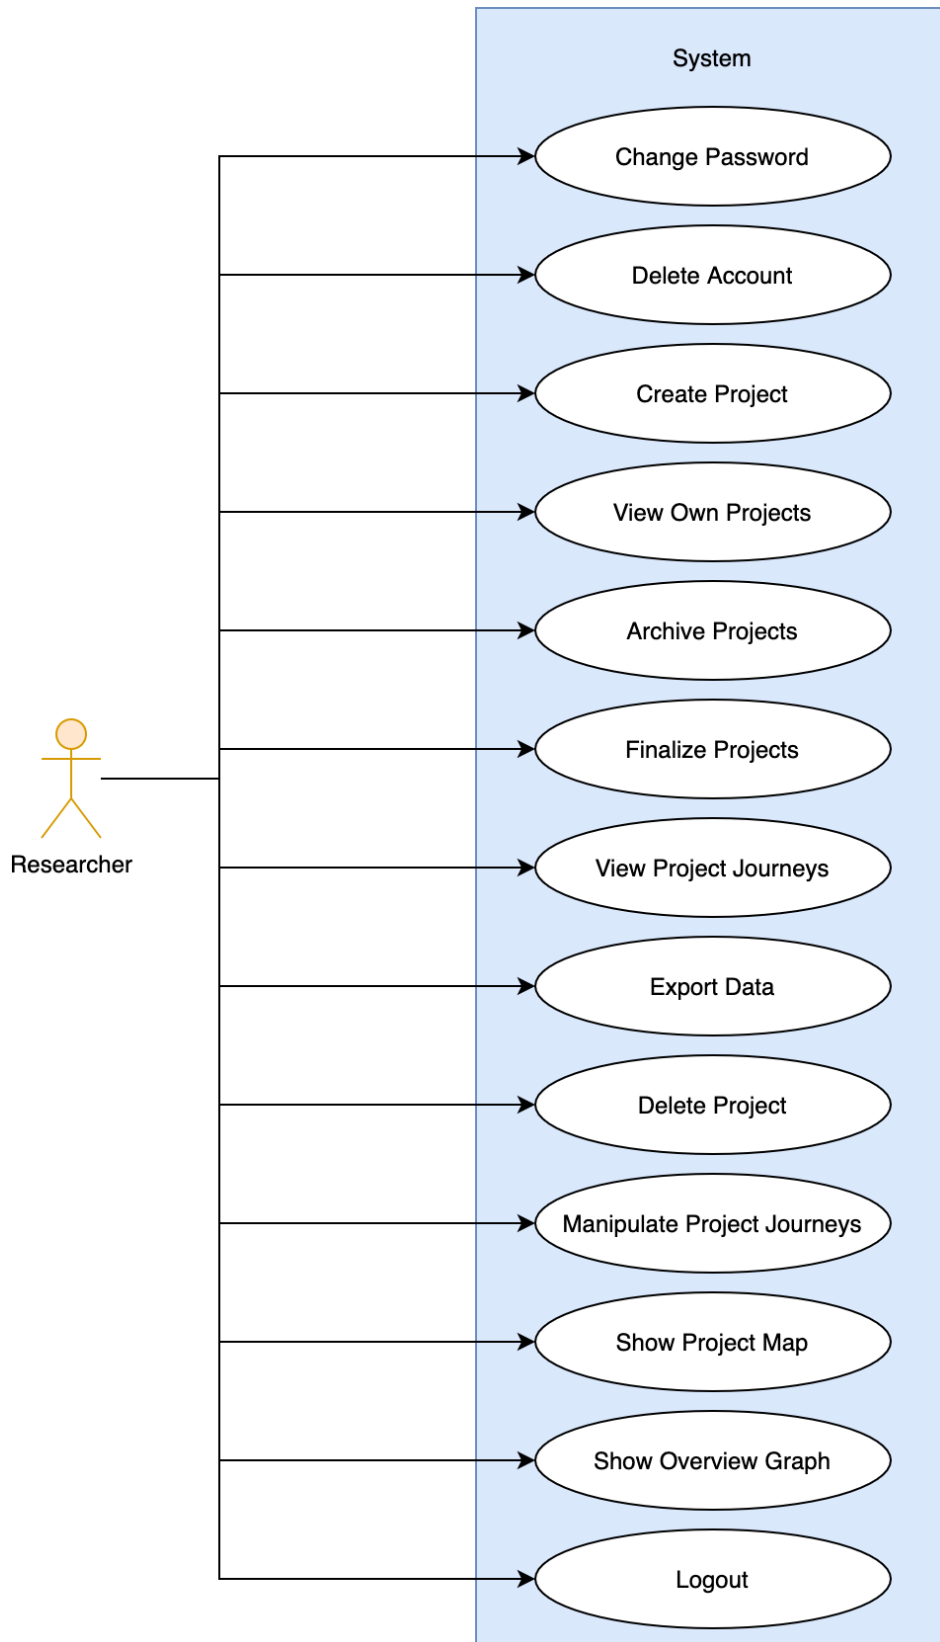 System
Change Password
Delete Account
Create Project
View Own Projects
Archive Projects
Finalize Projects
Researcher
View Project Journeys
Export Data
Delete Project
Manipulate Project Journeys
Show Project Map
Show Overview Graph
Logout